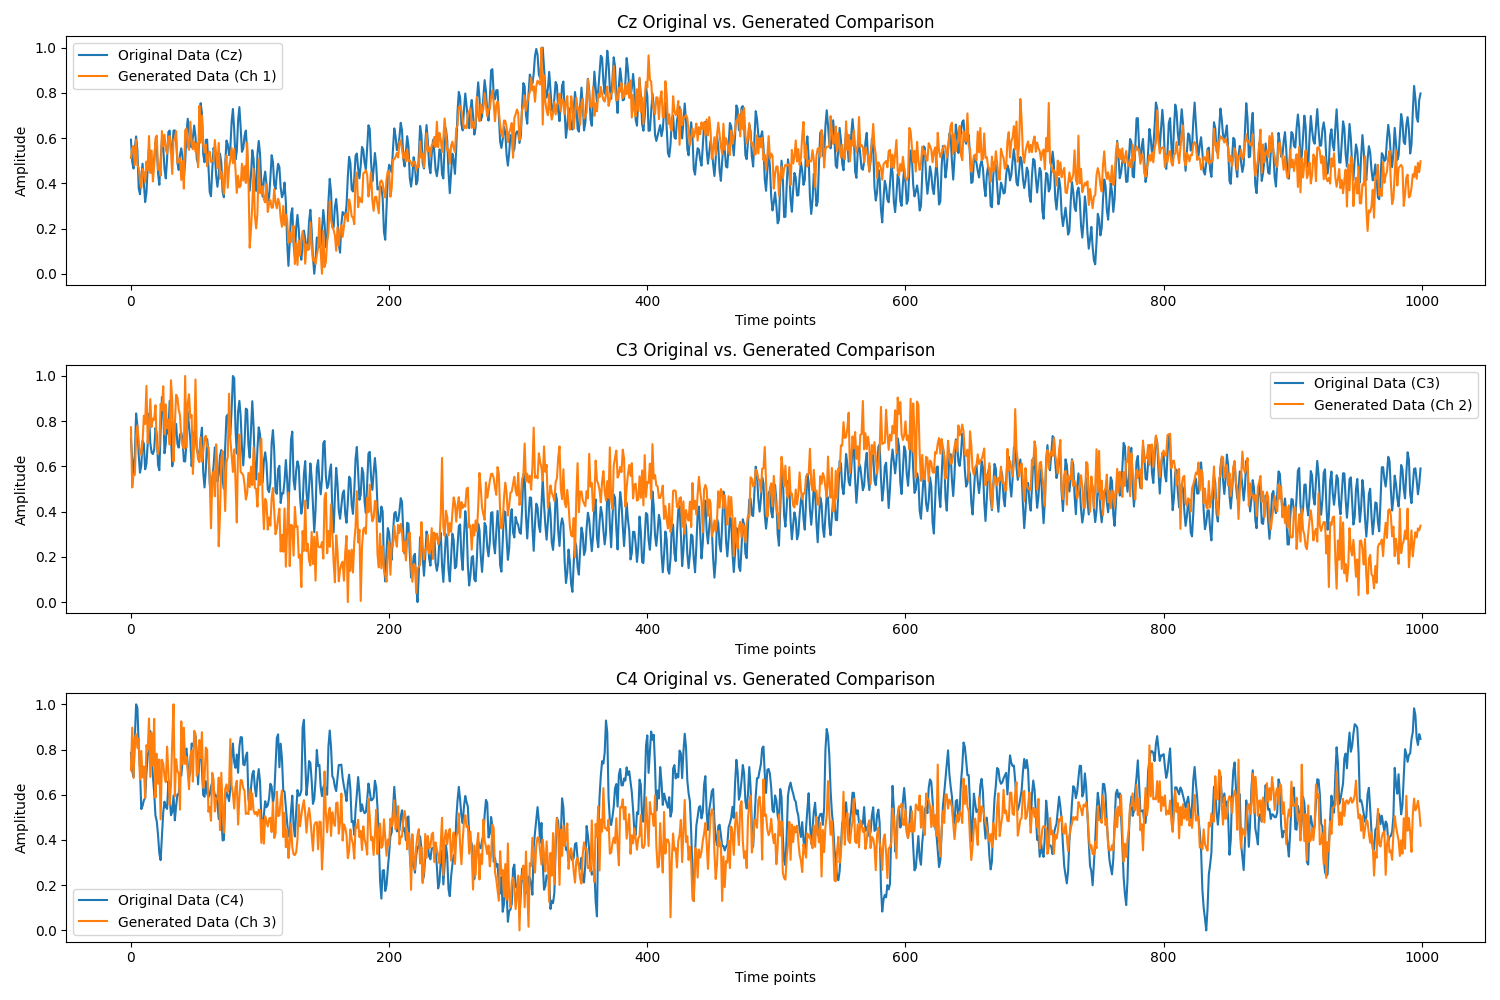 Cz Original vs. Generated Comparison
1.0
0.8
0.6
0.4
0.2
0.0
Amplitude
Original Data (Cz)
Generated Data (Ch 1)
0 200 400 600 800 1000
Time points
C3 Original vs. Generated Comparison
1.0
0.8
0.6
0.4
0.2
0.0
Amplitude
Original Data (C3)
Generated Data (Ch 2)
0 200 400 600 800 1000
Time points
C4 Original vs. Generated Comparison
1.0
0.8
0.6
0.4
0.2
0.0
Amplitude
Original Data (C4)
Generated Data (Ch 3)
0 200 400 600 800 1000
Time points